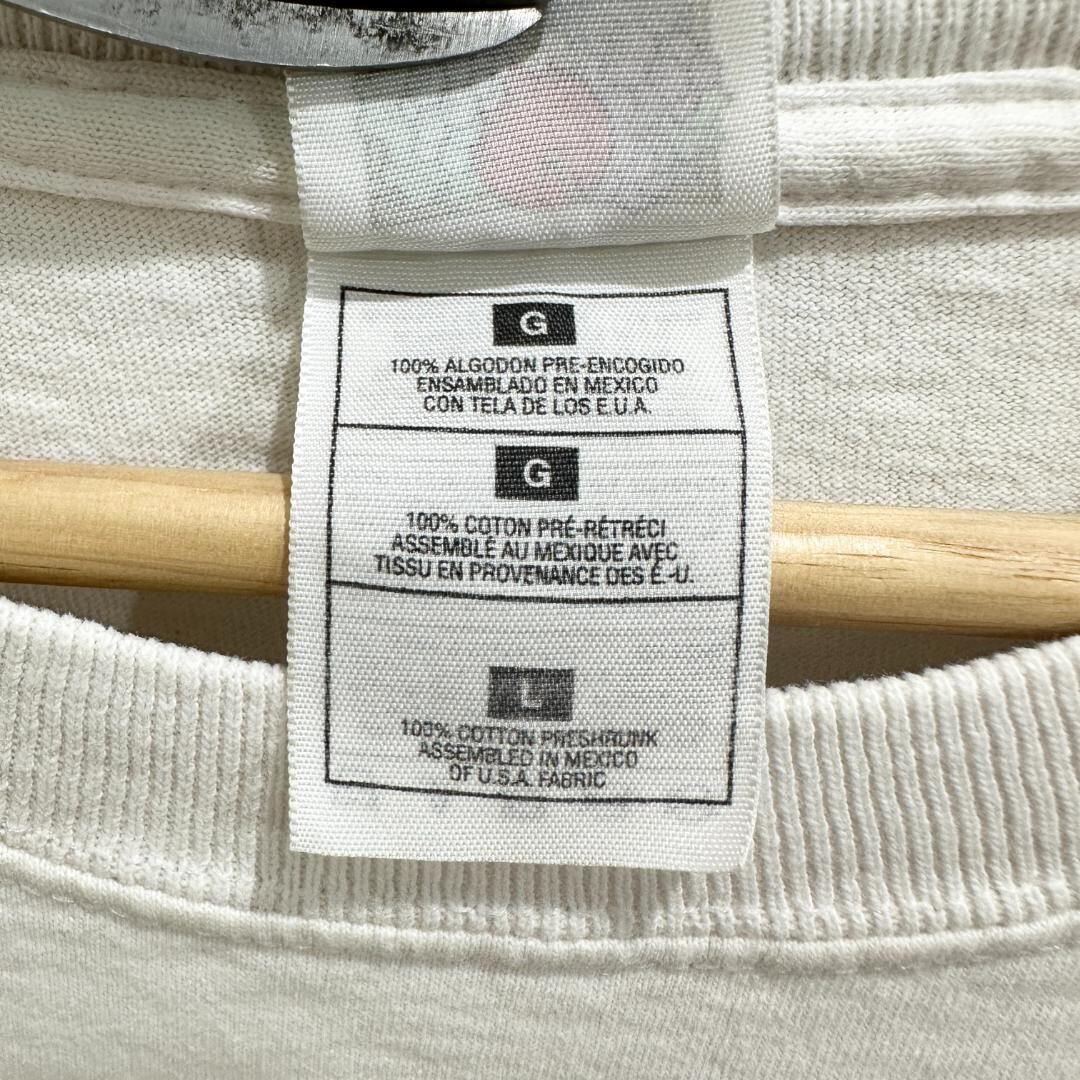 G
100% ALGODON PRE-ENCOGIDO
ENSAMBLADO EN MEXICO
CON TELA DE LOS E.U.A.
G
100% COTON PRÉ-RÉTRÉCI
ASSEMBLÉ AU MEXIQUE AVEC
TISSU EN PROVENANCE DES É.-U.
L
100% COTTON PRESHRUNK
ASSEMBLED IN MEXICO
OF U.S.A. FABRIC